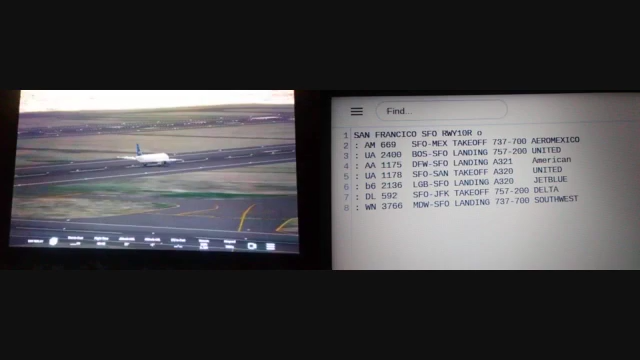 Find...
1 SAN FRANCICO SFO RWY10R o
2 : AM 669 SFO-MEX TAKEOFF 737-700 AEROMEXICO
3 : UA 2400 BOS-SFO LANDING 757-200 UNITED
4 : AA 1175 DFW-SFO LANDING A321 American
5 : UA 1178 SFO-SAN TAKEOFF A320 UNITED
6 : b6 2136 LGB-SFO LANDING A320 JETBLUE
7 : DL 592 SFO-JFK TAKEOFF 757-200 DELTA
8 : WN 3766 MDW-SFO LANDING 737-700 SOUTHWEST